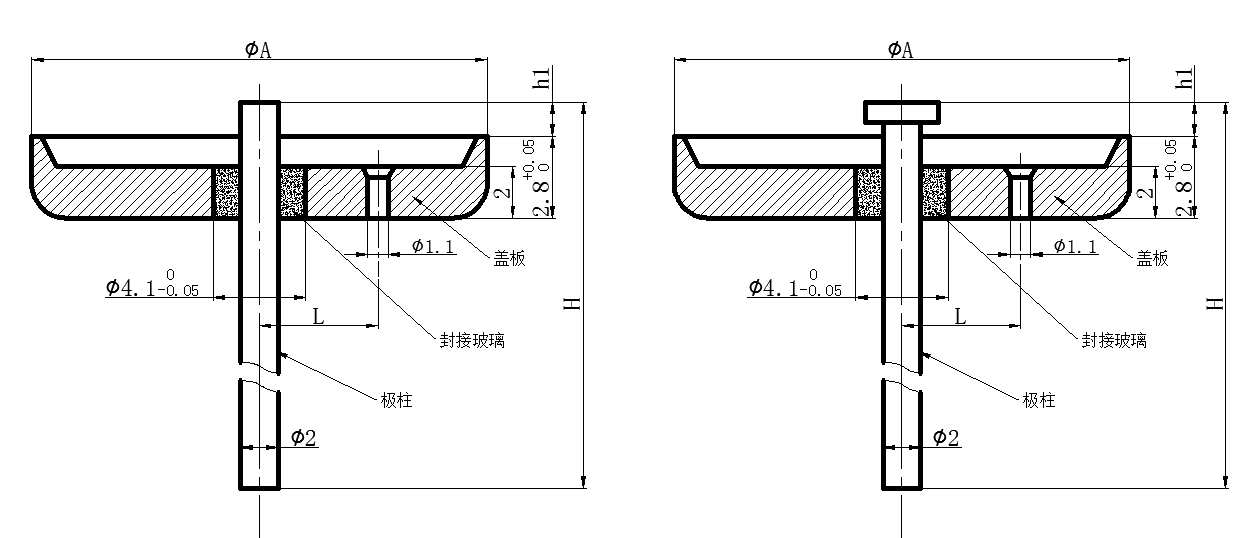 ΦA
h1
2.8 +0.05 0
2
Φ1.1
盖板
Φ4.1 0 -0.05
L
H
封接玻璃
极柱
Φ2
ΦA
h1
2.8 +0.05 0
2
Φ1.1
盖板
Φ4.1 0 -0.05
L
H
封接玻璃
极柱
Φ2